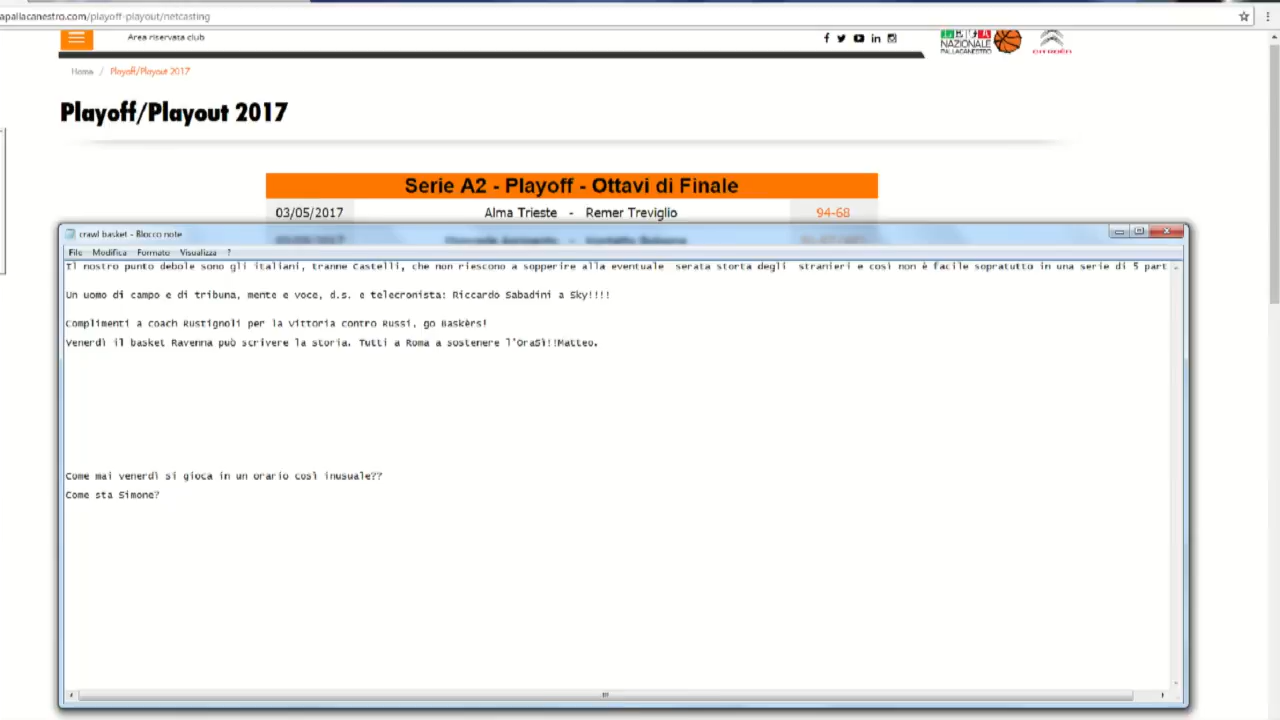 apallacanestro.com/playoff-playout/netcasting
Area riservata club
LEGA
NAZIONALE
PALLACANESTRO
CITROËN
Home / Playoff/Playout 2017
Playoff/Playout 2017
Serie A2 - Playoff - Ottavi di Finale
03/05/2017 Alma Trieste - Remer Treviglio 94-68
crawl basket - Blocco note
File Modifica Formato Visualizza ?
Il nostro punto debole sono gli italiani, tranne Castelli, che non riescono a sopperire alla eventuale serata storta degli stranieri e così non è facile sopratutto in una serie di 5 part
Un uomo di campo e di tribuna, mente e voce, d.s. e telecronista: Riccardo Sabadini a Sky!!!!
Complimenti a coach Rustignoli per la vittoria contro Russi, go Baskèrs!
Venerdì il basket Ravenna può scrivere la storia. Tutti a Roma a sostenere l'OraSì!!Matteo.
Come mai venerdì si gioca in un orario così inusuale??
Come sta Simone?